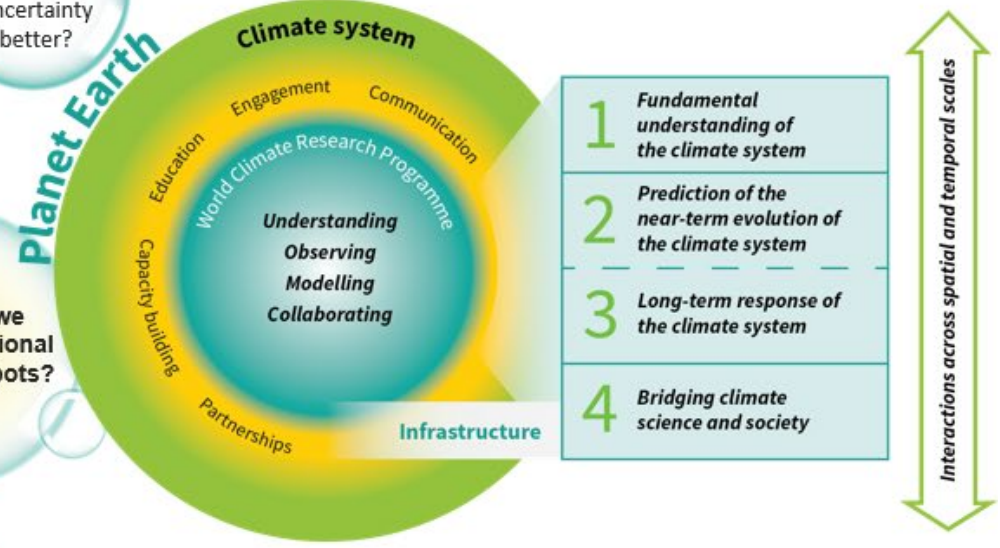 ncertainty
better?
Planet Earth
we
ional
oots?
Climate system
Engagement
Communication
Education
Capacity building
Partnerships
World Climate Research Programme
Understanding
Observing
Modelling
Collaborating
Infrastructure
1 Fundamental
understanding of
the climate system
2 Prediction of the
near-term evolution of
the climate system
3 Long-term response of
the climate system
4 Bridging climate
science and society
Interactions across spatial and temporal scales